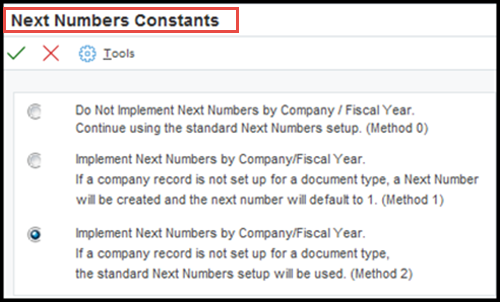 Next Numbers Constants
Tools
Do Not Implement Next Numbers by Company / Fiscal Year.
Continue using the standard Next Numbers setup. (Method 0)
Implement Next Numbers by Company/Fiscal Year.
If a company record is not set up for a document type, a Next Number
will be created and the next number will default to 1. (Method 1)
Implement Next Numbers by Company/Fiscal Year.
If a company record is not set up for a document type,
the standard Next Numbers setup will be used. (Method 2)